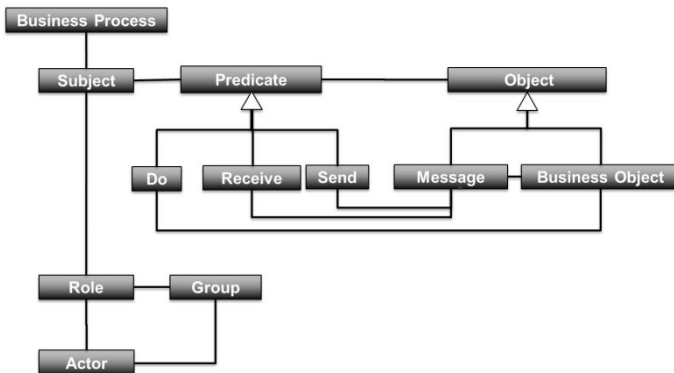 Business Process
Subject
Predicate
Object
Do
Receive
Send
Message
Business Object
Role
Group
Actor